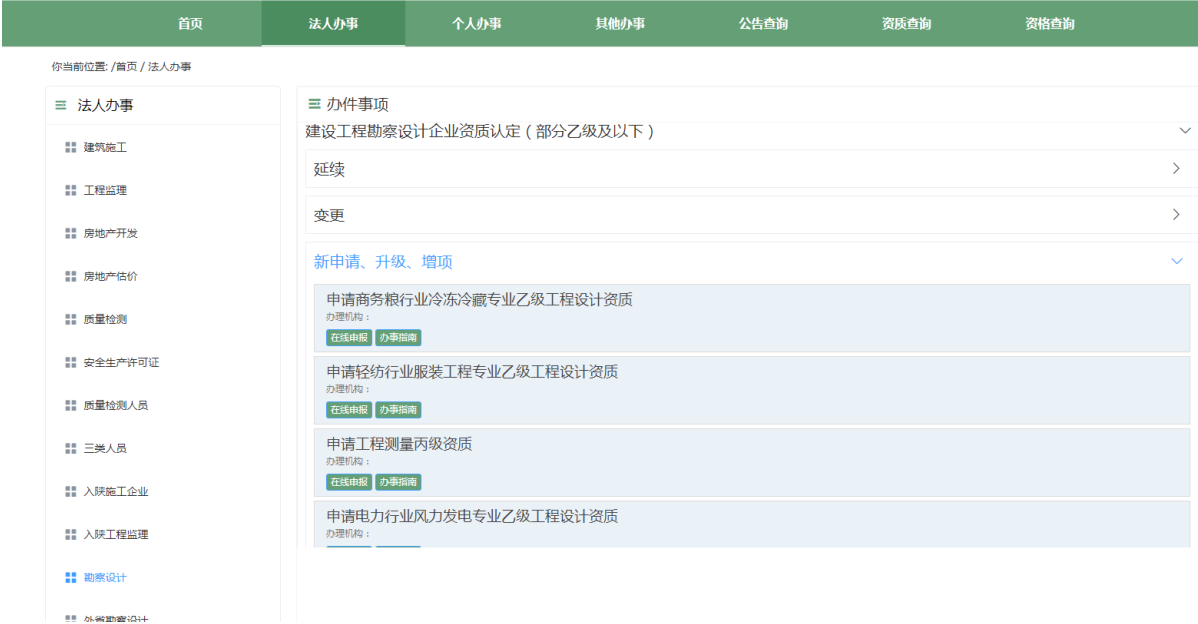 首页 法人办事 个人办事 其他办事 公告查询 资质查询 资格查询
你当前位置: /首页 / 法人办事
法人办事
建筑施工
工程监理
房地产开发
房地产估价
质量检测
安全生产许可证
质量检测人员
三类人员
入陕施工企业
入陕工程监理
勘察设计
外省勘察设计
办件事项
建设工程勘察设计企业资质认定（部分乙级及以下）
延续
变更
新申请、升级、增项
申请商务粮行业冷冻冷藏专业乙级工程设计资质
办理机构：
在线申报 办事指南
申请轻纺行业服装工程专业乙级工程设计资质
办理机构：
在线申报 办事指南
申请工程测量丙级资质
办理机构：
在线申报 办事指南
申请电力行业风力发电专业乙级工程设计资质
办理机构：